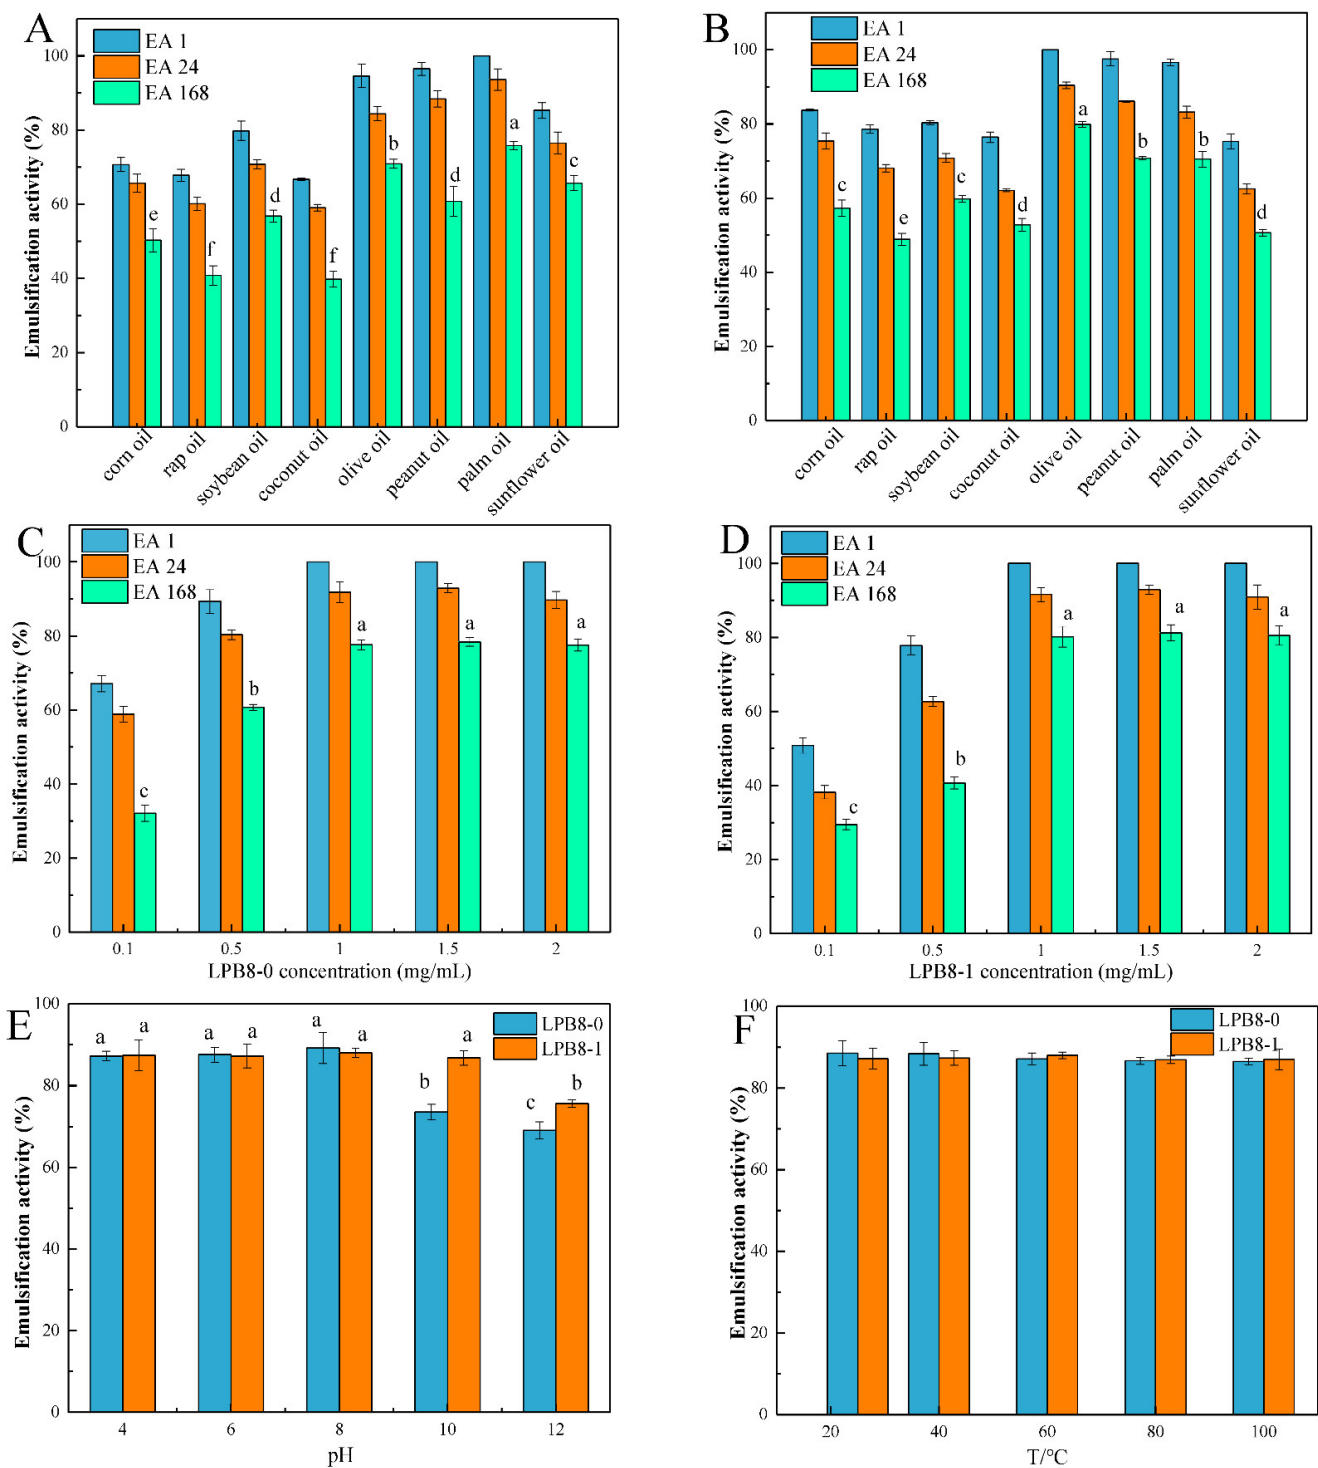 A
EA 1
EA 24
EA 168
Emulsification activity (%)
100
80
60
40
20
0
e
f
d
f
b
d
a
c
corn oil
rap oil
soybean oil
coconut oil
olive oil
peanut oil
palm oil
sunflower oil
B
EA 1
EA 24
EA 168
Emulsification activity (%)
100
80
60
40
20
0
c
e
c
d
a
b
b
d
corn oil
rap oil
soybean oil
coconut oil
olive oil
peanut oil
palm oil
sunflower oil
C
EA 1
EA 24
EA 168
Emulsification activity (%)
100
80
60
40
20
0
c
b
a
a
a
0.1
0.5
1
1.5
2
LPB8-0 concentration (mg/mL)
D
EA 1
EA 24
EA 168
Emulsification activity (%)
100
80
60
40
20
0
c
b
a
a
a
0.1
0.5
1
1.5
2
LPB8-1 concentration (mg/mL)
E
LPB8-0
LPB8-1
Emulsification activity (%)
100
80
60
40
20
0
a
a
a
a
a
a
b
a
c
b
4
6
8
10
12
pH
F
LPB8-0
LPB8-1
Emulsification activity (%)
100
80
60
40
20
0
20
40
60
80
100
T/°C